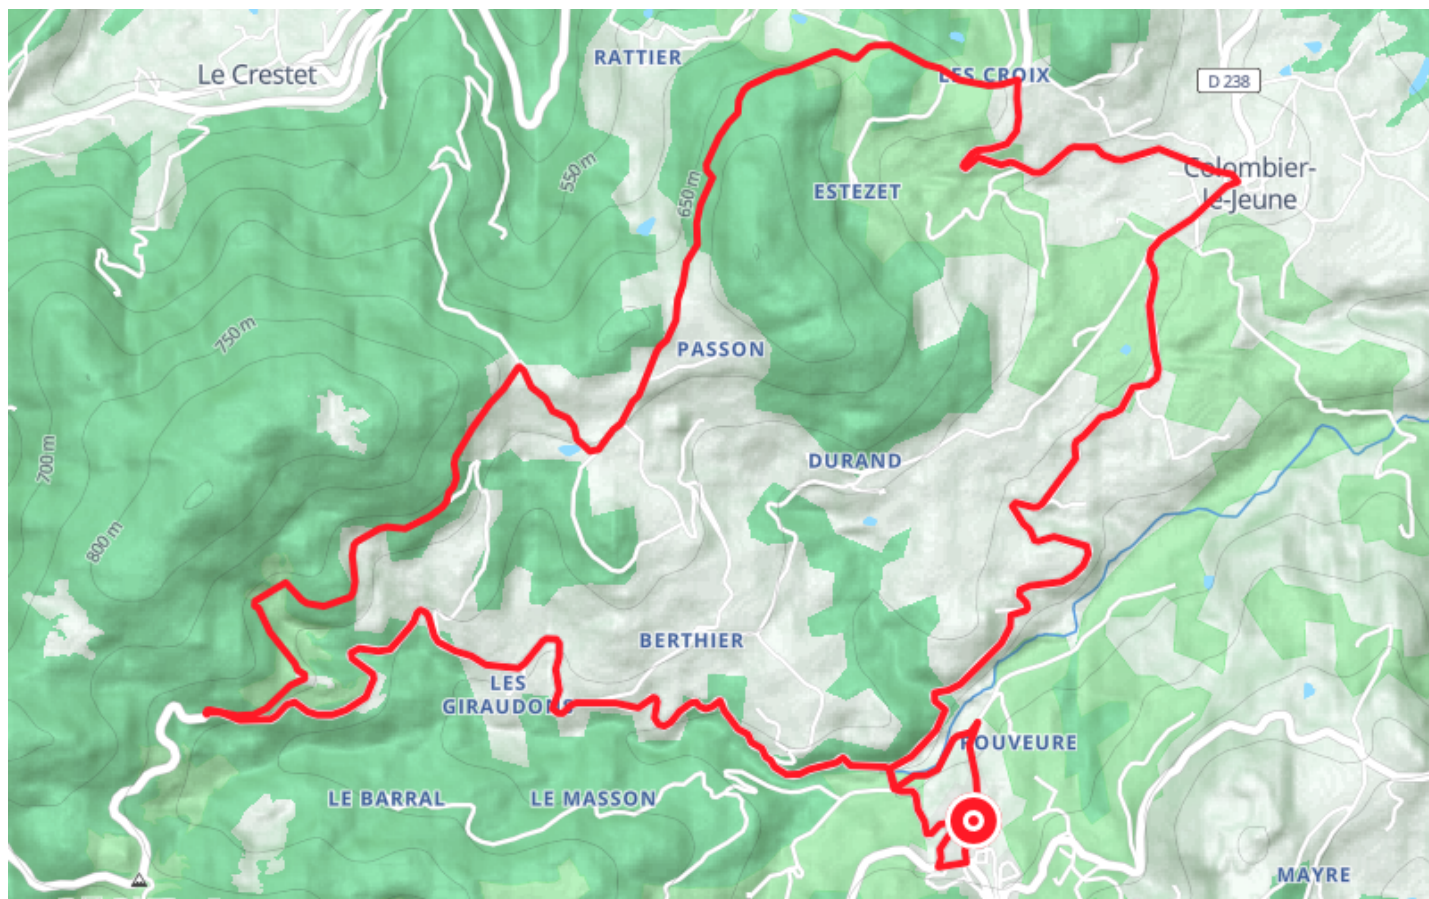 RATTIER
Le Crestet
LES CROIX
D 238
550 m
Colombier-
le-Jeune
650 m
ESTEZET
750 m
PASSON
700 m
DURAND
800 m
BERTHIER
LES
GIRAUDONS
POUVEURE
LE BARRAL
LE MASSON
MAYRE